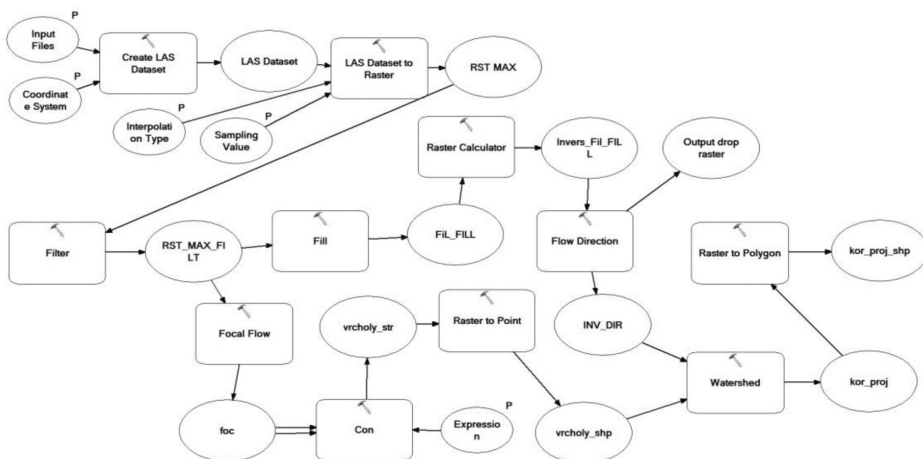 P
Input
Files
Create LAS
Dataset
LAS Dataset
LAS Dataset to
Raster
RST MAX
Coordinat
e System
P
Interpolati
on Type
P
Sampling
Value
P
Raster Calculator
Invers_Fil_FIL
L
Output drop
raster
Filter
RST_MAX_FI
LT
Fill
FiL_FILL
Flow Direction
Raster to Polygon
kor_proj_shp
Focal Flow
vrcholy_str
Raster to Point
INV_DIR
Watershed
kor_proj
foc
Con
Expressio
n
P
vrcholy_shp